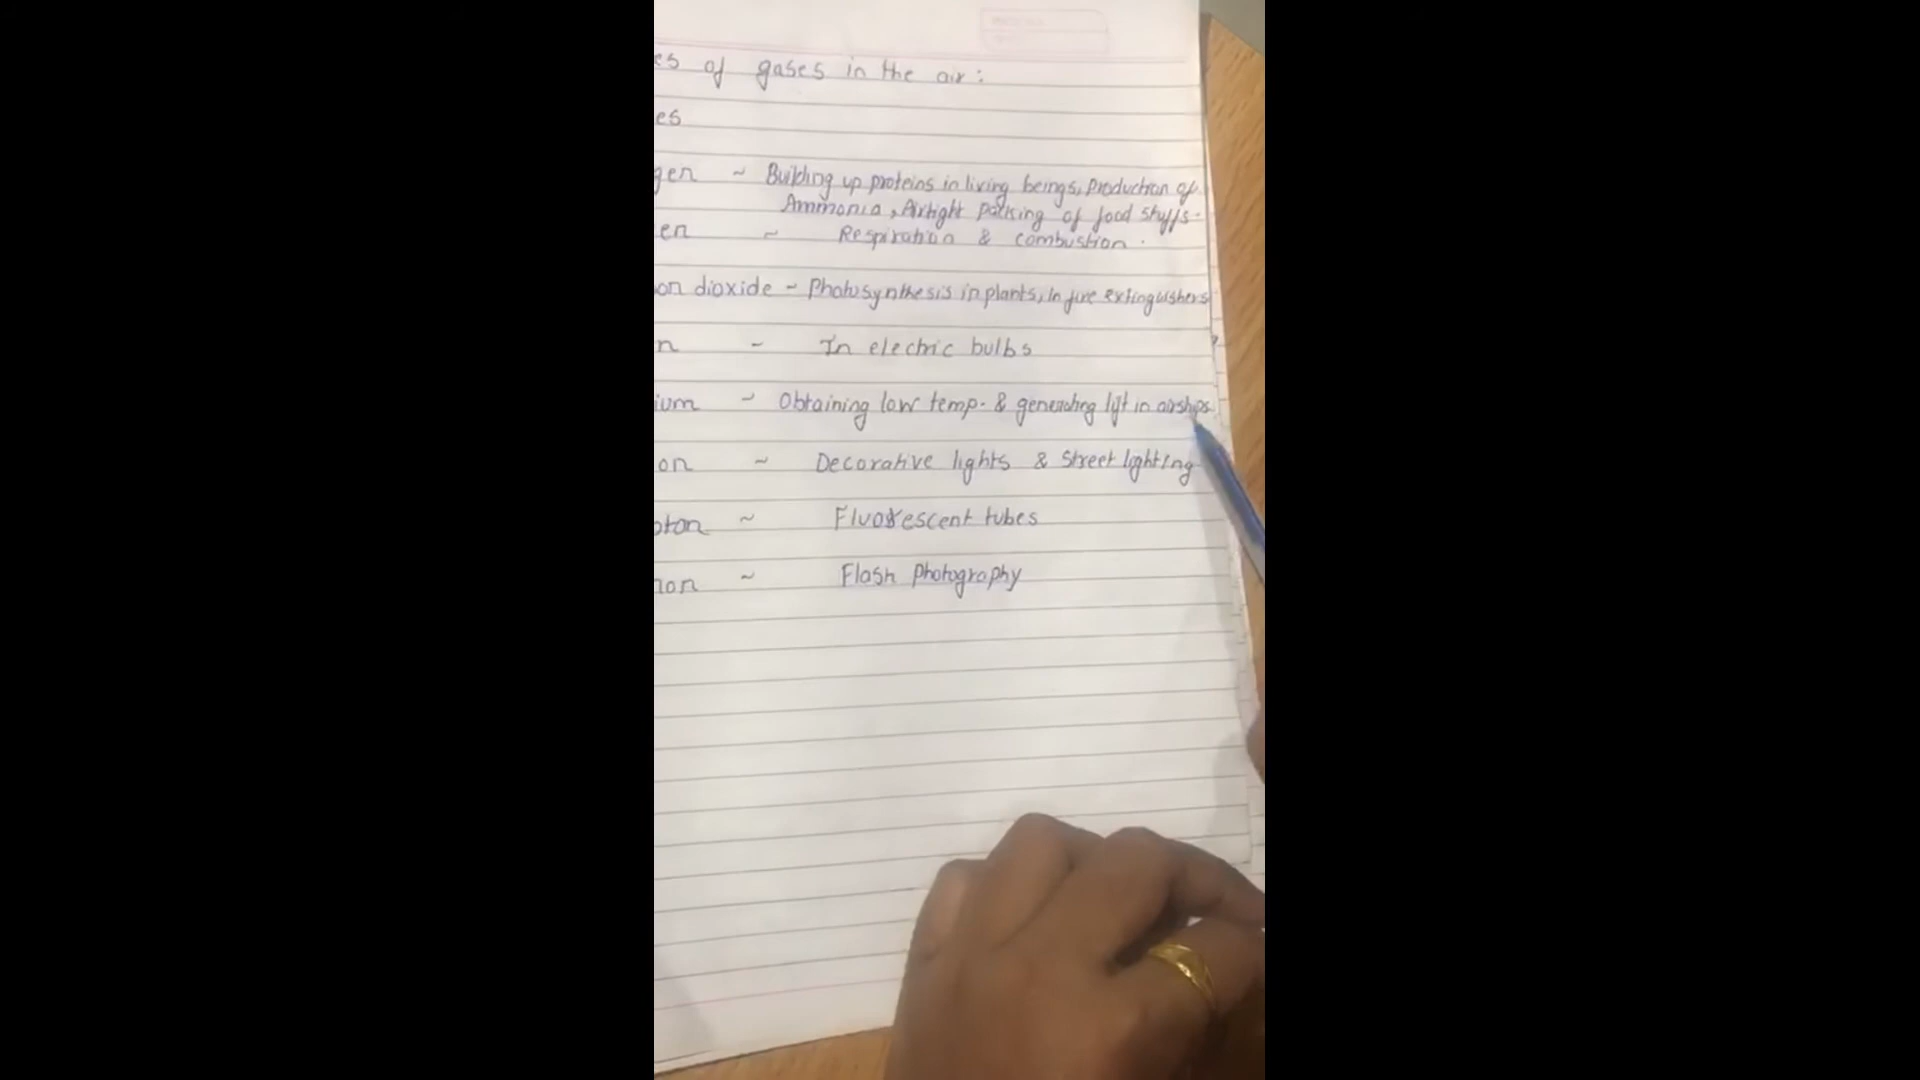 es of gases in the air:
es
gen ~ Building up proteins in living beings, Production of
Ammonia, Airtight packing of food stuffs.
en ~ Respiration & combustion.
on dioxide ~ Photosynthesis in plants, In fire extinguishers
n ~ In electric bulbs
ium ~ Obtaining low temp. & generating lift in airships.
on ~ Decorative lights & Street lighting
pton ~ Fluorescent tubes
non ~ Flash Photography